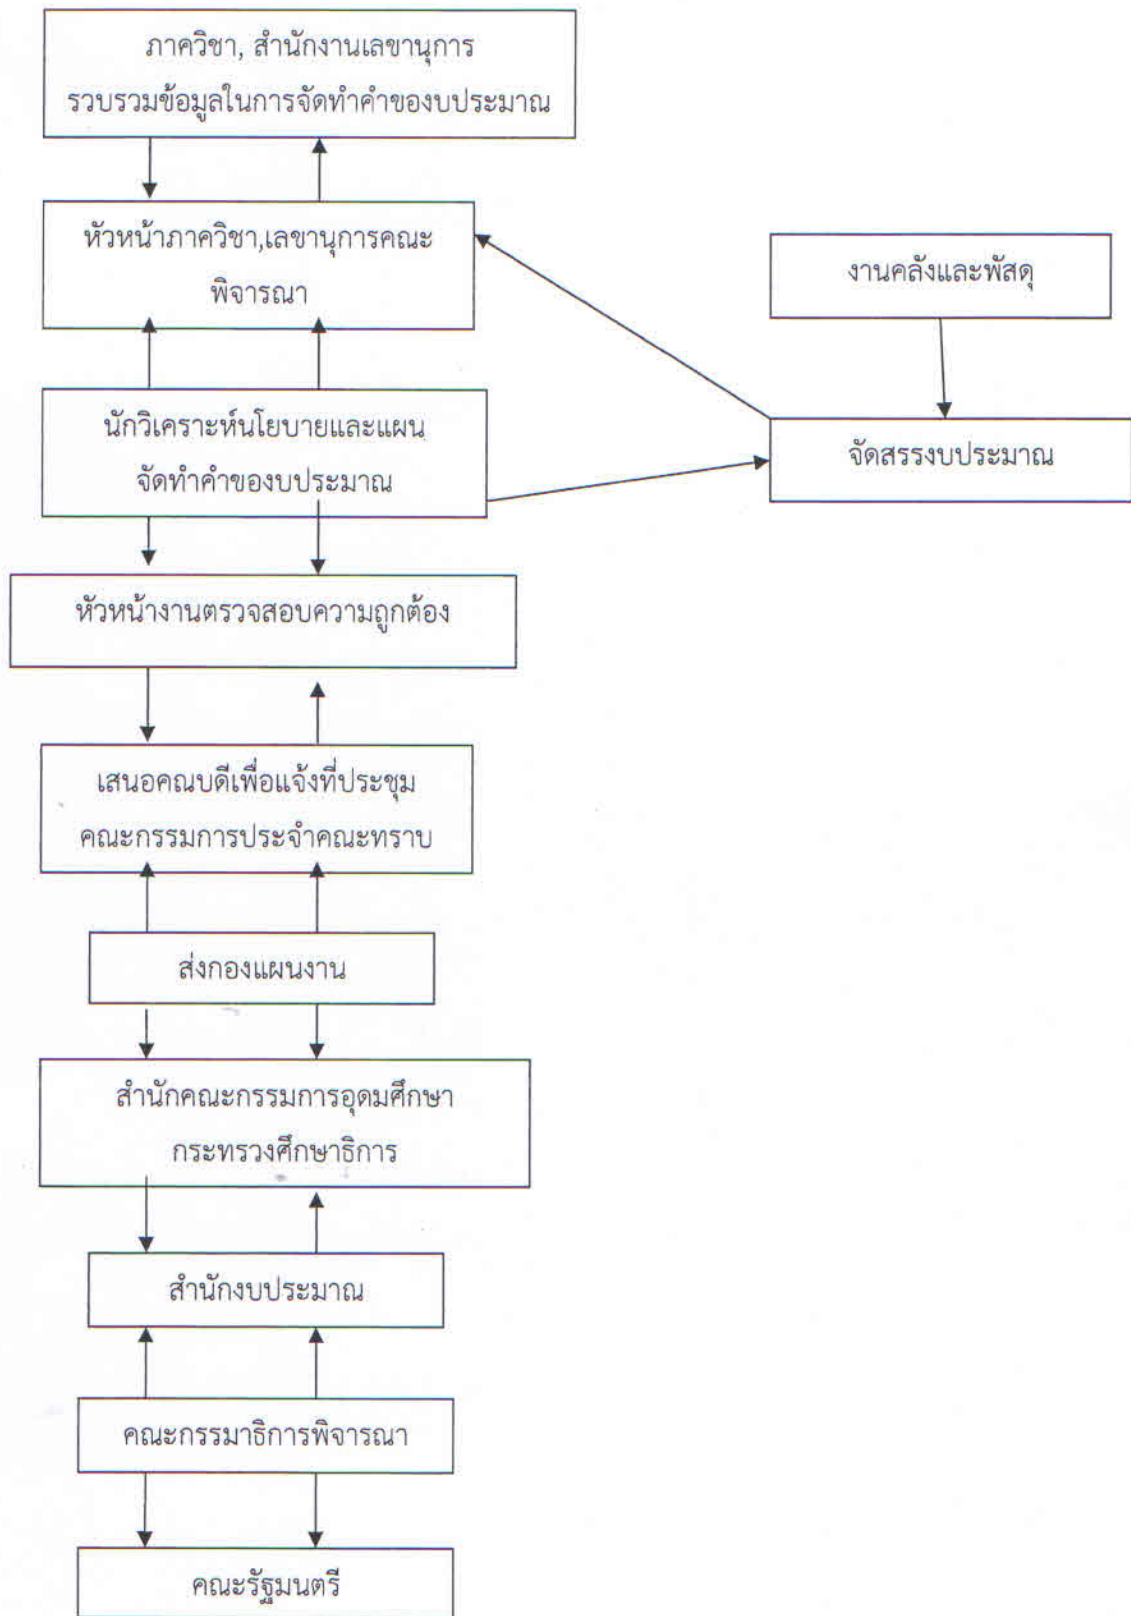 ภาควิชา, สำนักงานเลขานุการ
รวบรวมข้อมูลในการจัดทำคำของบประมาณ
หัวหน้าภาควิชา,เลขานุการคณะ
พิจารณา
งานคลังและพัสดุ
นักวิเคราะห์นโยบายและแผน
จัดทำคำของบประมาณ
จัดสรรงบประมาณ
หัวหน้างานตรวจสอบความถูกต้อง
เสนอคณบดีเพื่อแจ้งที่ประชุม
คณะกรรมการประจำคณะทราบ
ส่งกองแผนงาน
สำนักคณะกรรมการอุดมศึกษา
กระทรวงศึกษาธิการ
สำนักงบประมาณ
คณะกรรมาธิการพิจารณา
คณะรัฐมนตรี